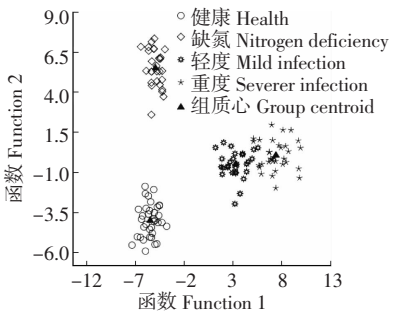 健康 Health
缺氮 Nitrogen deficiency
轻度 Mild infection
重度 Severer infection
组质心 Group centroid
9.0
6.5
4.0
1.5
-1.0
-3.5
-6.0
函数 Function 2
-12 -7 -2 3 8 13
函数 Function 1